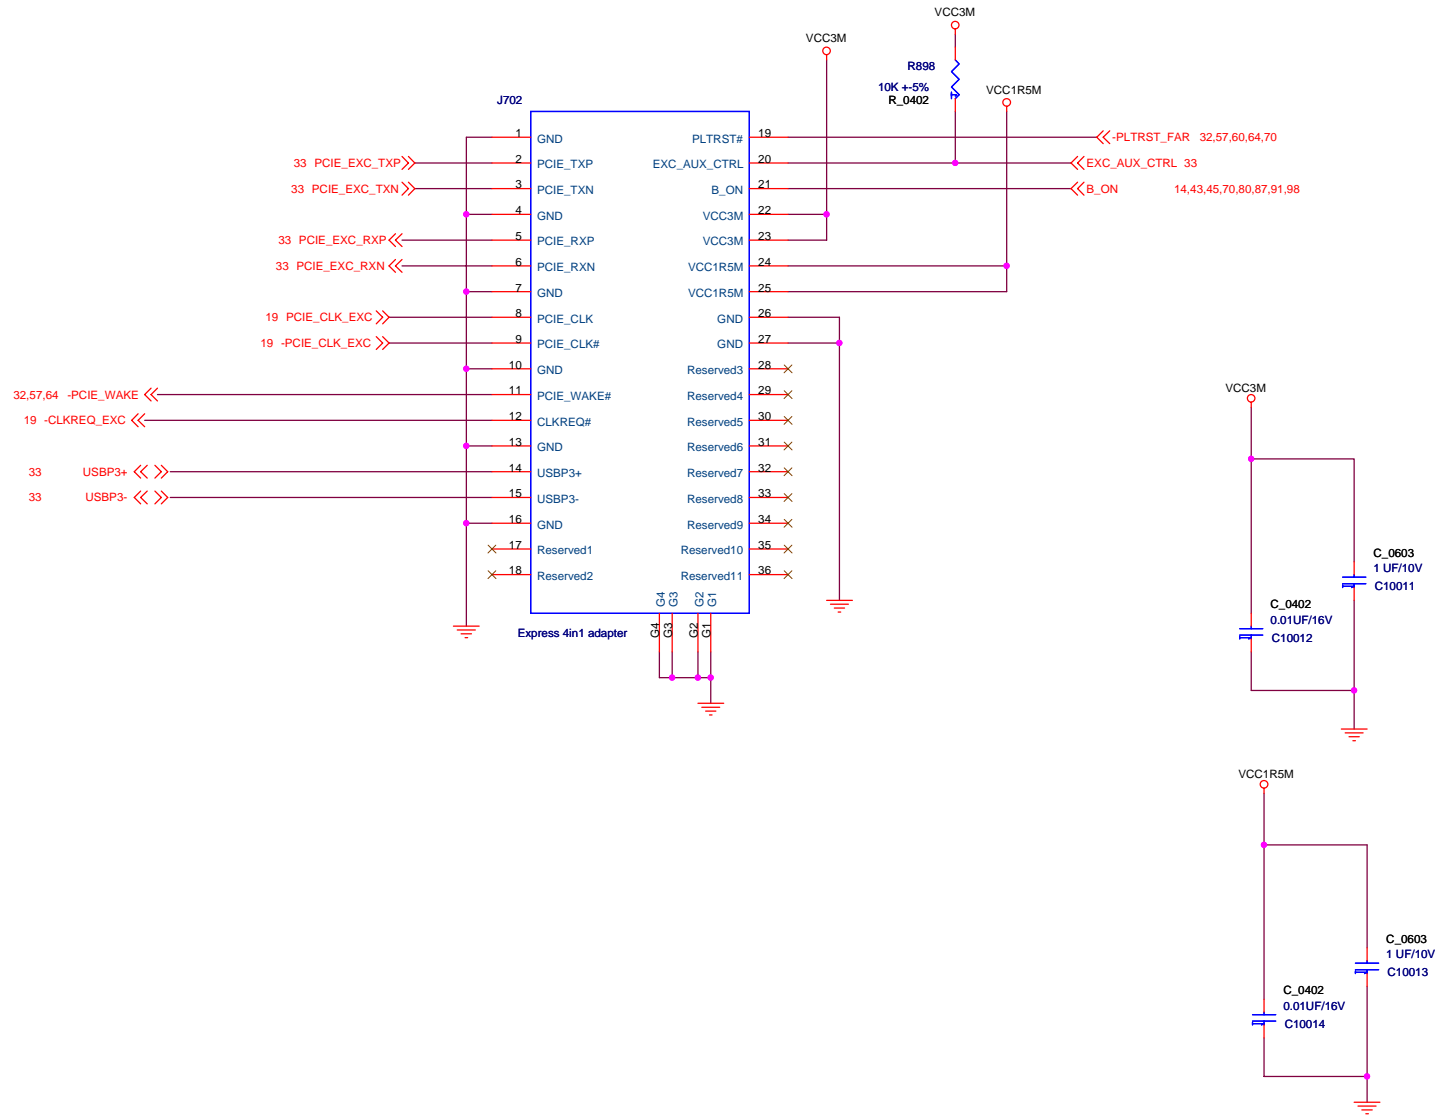 VCC3M
VCC3M
R898
10K +-5%
R_0402
VCC1R5M
J702
1 GND
33 PCIE_EXC_TXP 2 PCIE_TXP
33 PCIE_EXC_TXN 3 PCIE_TXN
4 GND
33 PCIE_EXC_RXP 5 PCIE_RXP
33 PCIE_EXC_RXN 6 PCIE_RXN
7 GND
19 PCIE_CLK_EXC 8 PCIE_CLK
19 -PCIE_CLK_EXC 9 PCIE_CLK#
10 GND
32,57,64 -PCIE_WAKE 11 PCIE_WAKE#
19 -CLKREQ_EXC 12 CLKREQ#
13 GND
33 USBP3+ 14 USBP3+
33 USBP3- 15 USBP3-
16 GND
17 Reserved1
18 Reserved2
PLTRST# 19 -PLTRST_FAR 32,57,60,64,70
EXC_AUX_CTRL 20 EXC_AUX_CTRL 33
B_ON 21 B_ON 14,43,45,70,80,87,91,98
VCC3M 22
VCC3M 23
VCC1R5M 24
VCC1R5M 25
GND 26
GND 27
Reserved3 28
Reserved4 29
Reserved5 30
Reserved6 31
Reserved7 32
Reserved8 33
Reserved9 34
Reserved10 35
Reserved11 36
G4 G3 G2 G1
G4 G3 G2 G1
Express 4in1 adapter
VCC3M
C_0603
1 UF/10V
C10011
C_0402
0.01UF/16V
C10012
VCC1R5M
C_0603
1 UF/10V
C10013
C_0402
0.01UF/16V
C10014